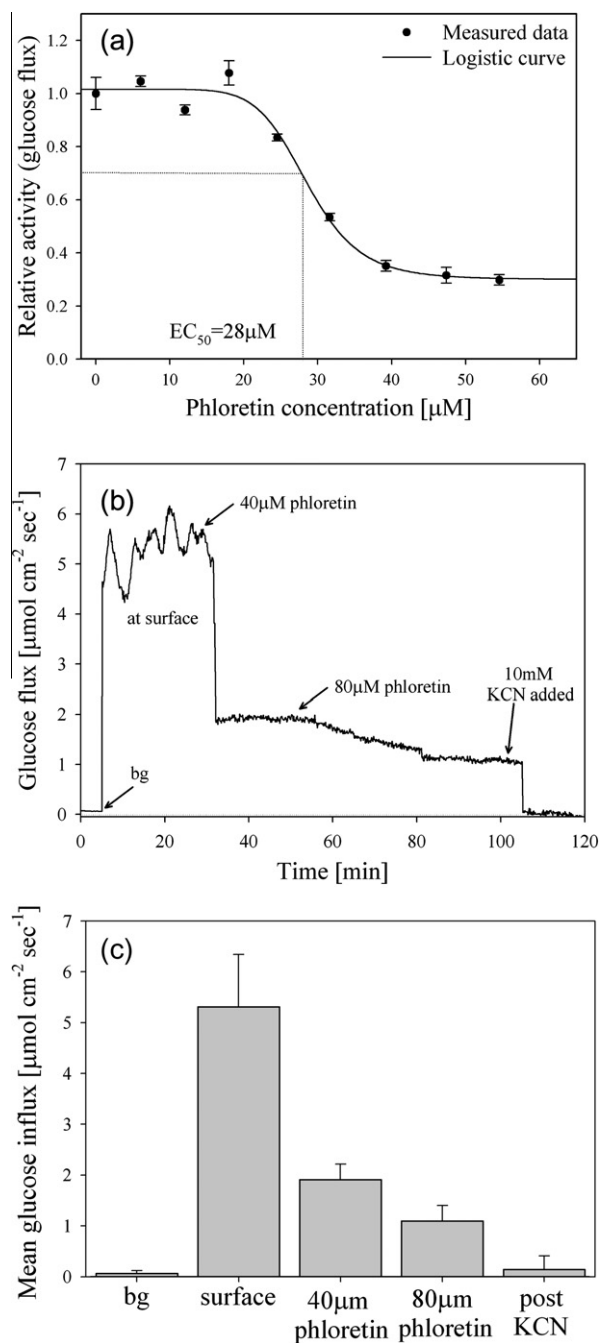 (a)
Measured data
Logistic curve
Relative activity (glucose flux)
1.2
1.0
0.8
0.6
0.4
0.2
0.0
EC50=28μM
0 10 20 30 40 50 60
Phloretin concentration [μM]
(b)
Glucose flux [μmol cm-2 sec-1]
7
6
5
4
3
2
1
0
40μM phloretin
at surface
80μM phloretin
10mM
KCN added
bg
0 20 40 60 80 100 120
Time [min]
(c)
Mean glucose influx [μmol cm-2 sec-1]
7
6
5
4
3
2
1
0
bg surface 40μm 80μm post
phloretin phloretin KCN